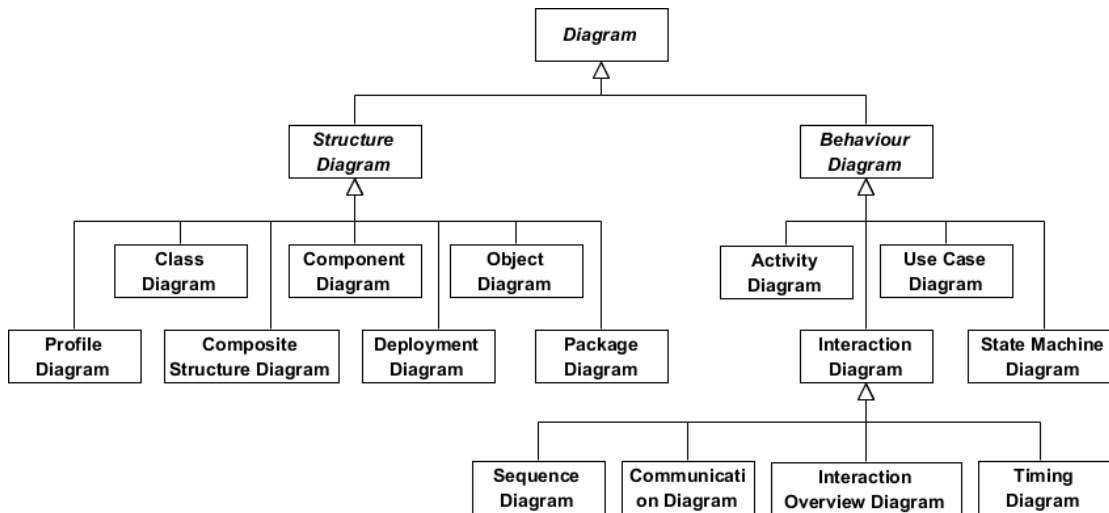 Diagram
Structure
Diagram
Behaviour
Diagram
Class
Diagram
Component
Diagram
Object
Diagram
Activity
Diagram
Use Case
Diagram
Profile
Diagram
Composite
Structure Diagram
Deployment
Diagram
Package
Diagram
Interaction
Diagram
State Machine
Diagram
Sequence
Diagram
Communicati
on Diagram
Interaction
Overview Diagram
Timing
Diagram